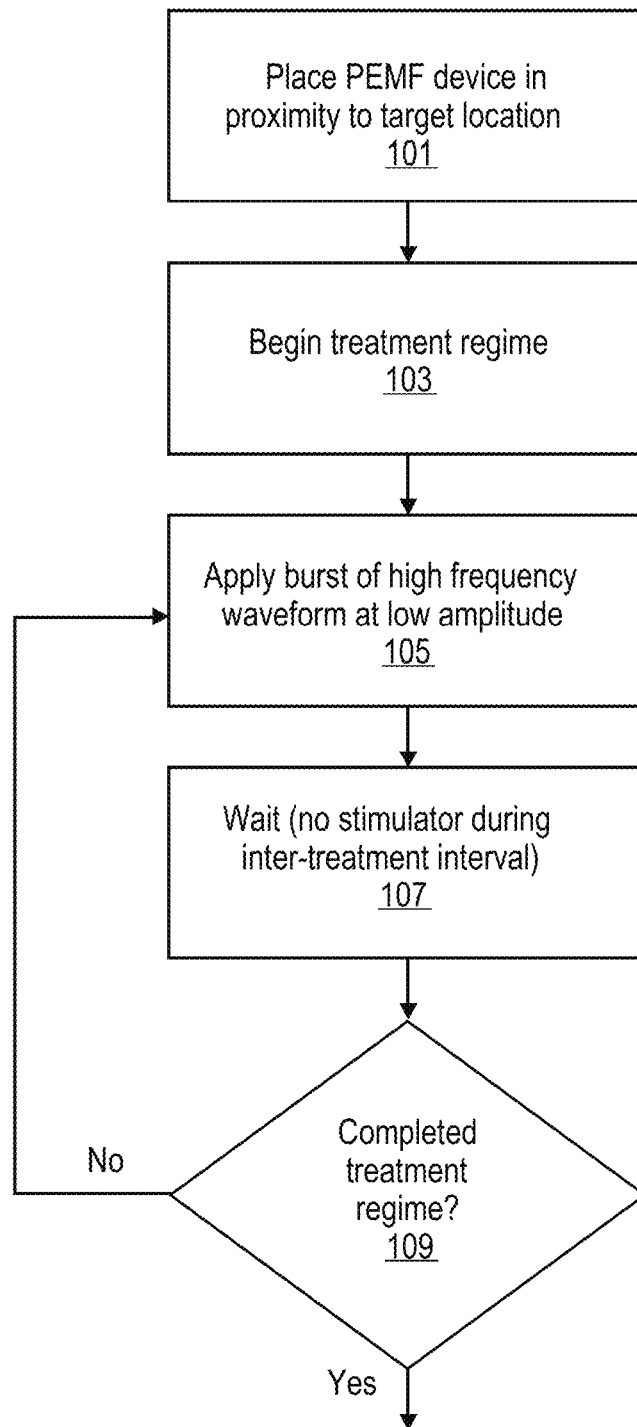 Place PEMF device in
proximity to target location
101
Begin treatment regime
103
Apply burst of high frequency
waveform at low amplitude
105
Wait (no stimulator during
inter-treatment interval)
107
Completed
treatment
regime?
109
No
Yes